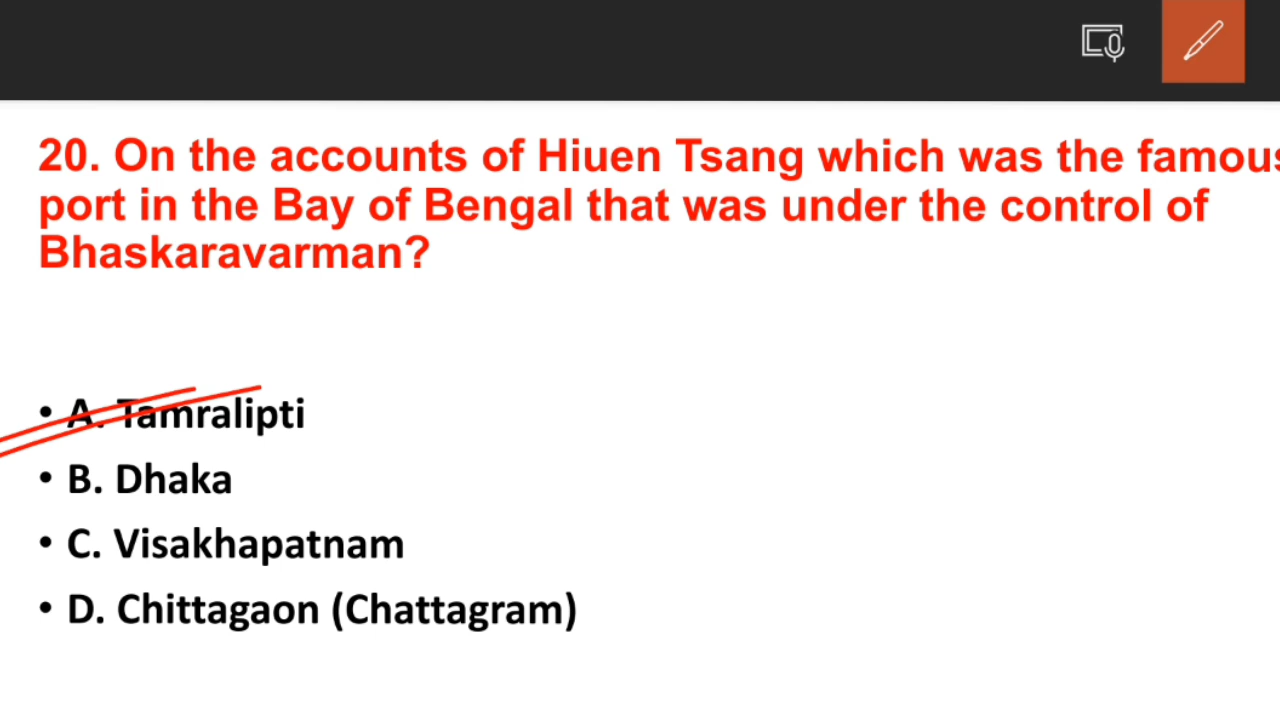 20. On the accounts of Hiuen Tsang which was the famous
port in the Bay of Bengal that was under the control of
Bhaskaravarman?
• A. Tamralipti
• B. Dhaka
• C. Visakhapatnam
• D. Chittagaon (Chattagram)